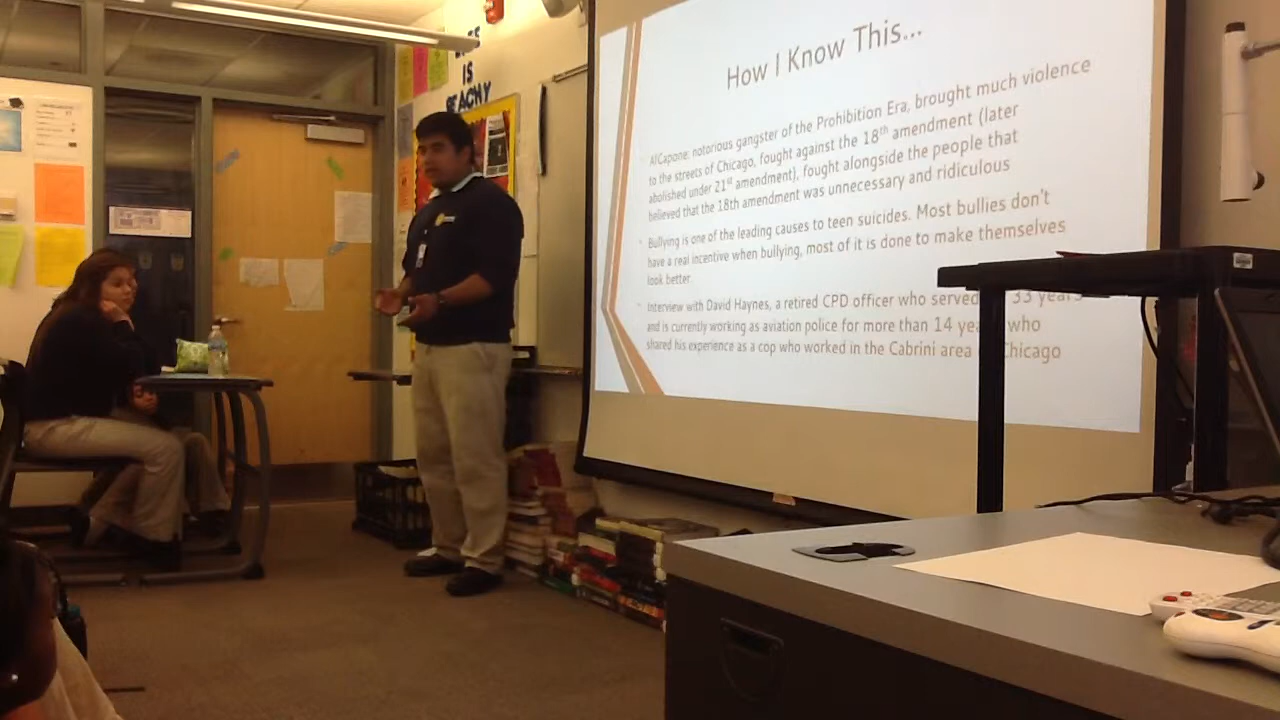 IS
PEACHY
How I Know This...
AlCapone: notorious gangster of the Prohibition Era, brought much violence
to the streets of Chicago, fought against the 18th amendment (later
abolished under 21st amendment), fought alongside the people that
believed that the 18th amendment was unnecessary and ridiculous
Bullying is one of the leading causes to teen suicides. Most bullies don't
have a real incentive when bullying, most of it is done to make themselves
look better.
Interview with David Haynes, a retired CPD officer who served 33 years
and is currently working as aviation police for more than 14 years who
shared his experience as a cop who worked in the Cabrini area Chicago